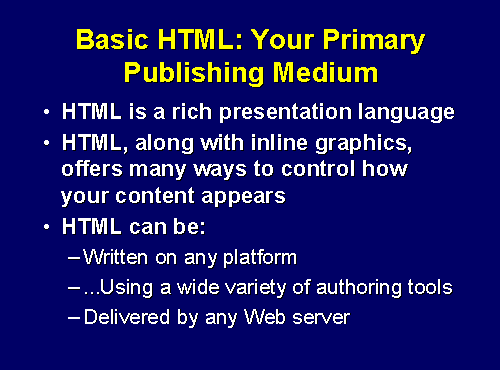 Basic HTML: Your Primary
Publishing Medium
• HTML is a rich presentation language
• HTML, along with inline graphics,
offers many ways to control how
your content appears
• HTML can be:
–Written on any platform
–...Using a wide variety of authoring tools
–Delivered by any Web server